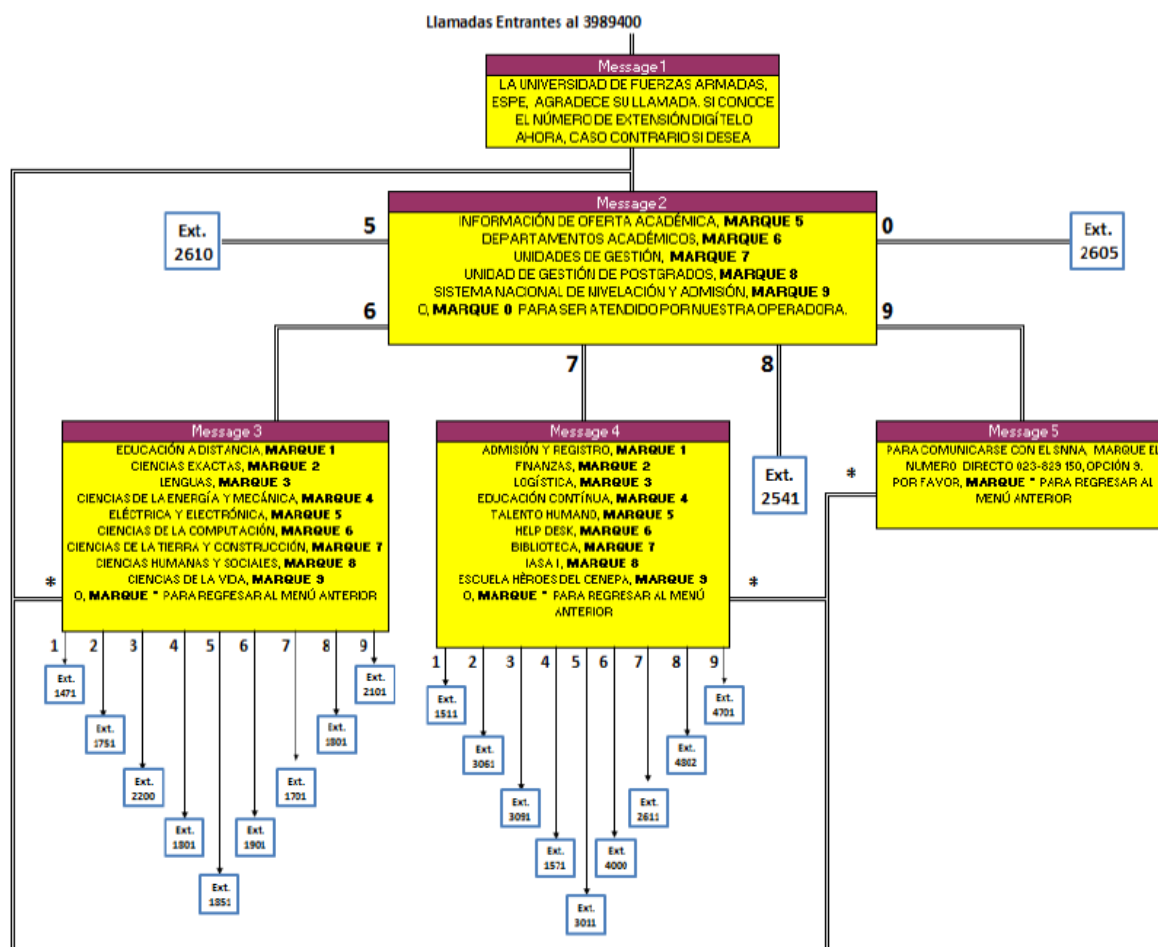 Llamadas Entrantes al 3989400
Message 1
LA UNIVERSIDAD DE FUERZAS ARMADAS,
ESPE, AGRADECE SU LLAMADA. SI CONOCE
EL NÚMERO DE EXTENSIÓN DIGÍTELO
AHORA, CASO CONTRARIO SI DESEA
Message 2
INFORMACIÓN DE OFERTA ACADÉMICA, MARQUE 5
DEPARTAMENTOS ACADÉMICOS, MARQUE 6
UNIDADES DE GESTIÓN, MARQUE 7
UNIDAD DE GESTIÓN DE POSTGRADOS, MARQUE 8
SISTEMA NACIONAL DE NIVELACIÓN Y ADMISIÓN, MARQUE 9
O, MARQUE 0 PARA SER ATENDIDO POR NUESTRA OPERADORA.
5
Ext.
2610
0
Ext.
2605
6
7
8
9
Ext.
2541
Message 3
EDUCACIÓN A DISTANCIA, MARQUE 1
CIENCIAS EXACTAS, MARQUE 2
LENGUAS, MARQUE 3
CIENCIAS DE LA ENERGÍA Y MECÁNICA, MARQUE 4
ELÉCTRICA Y ELECTRÓNICA, MARQUE 5
CIENCIAS DE LA COMPUTACIÓN, MARQUE 6
CIENCIAS DE LA TIERRA Y CONSTRUCCIÓN, MARQUE 7
CIENCIAS HUMANAS Y SOCIALES, MARQUE 8
CIENCIAS DE LA VIDA, MARQUE 9
O, MARQUE * PARA REGRESAR AL MENÚ ANTERIOR
*
Message 4
ADMISIÓN Y REGISTRO, MARQUE 1
FINANZAS, MARQUE 2
LOGÍSTICA, MARQUE 3
EDUCACIÓN CONTÍNUA, MARQUE 4
TALENTO HUMANO, MARQUE 5
HELP DESK, MARQUE 6
BIBLIOTECA, MARQUE 7
IASA I, MARQUE 8
ESCUELA HÈROES DEL CENEPA, MARQUE 9
O, MARQUE * PARA REGRESAR AL MENÚ
ANTERIOR
*
Message 5
PARA COMUNICARSE CON EL SNNA, MARQUE EL
NUMERO DIRECTO 023-829 150, OPCIÓN 9.
POR FAVOR, MARQUE * PARA REGRESAR AL
MENÚ ANTERIOR
*
1
2
3
4
5
6
7
8
9
Ext.
1471
Ext.
1751
Ext.
2200
Ext.
1801
Ext.
1851
Ext.
1901
Ext.
1701
Ext.
1801
Ext.
2101
1
2
3
4
5
6
7
8
9
Ext.
1511
Ext.
3061
Ext.
3091
Ext.
1571
Ext.
3011
Ext.
4000
Ext.
2611
Ext.
4802
Ext.
4701